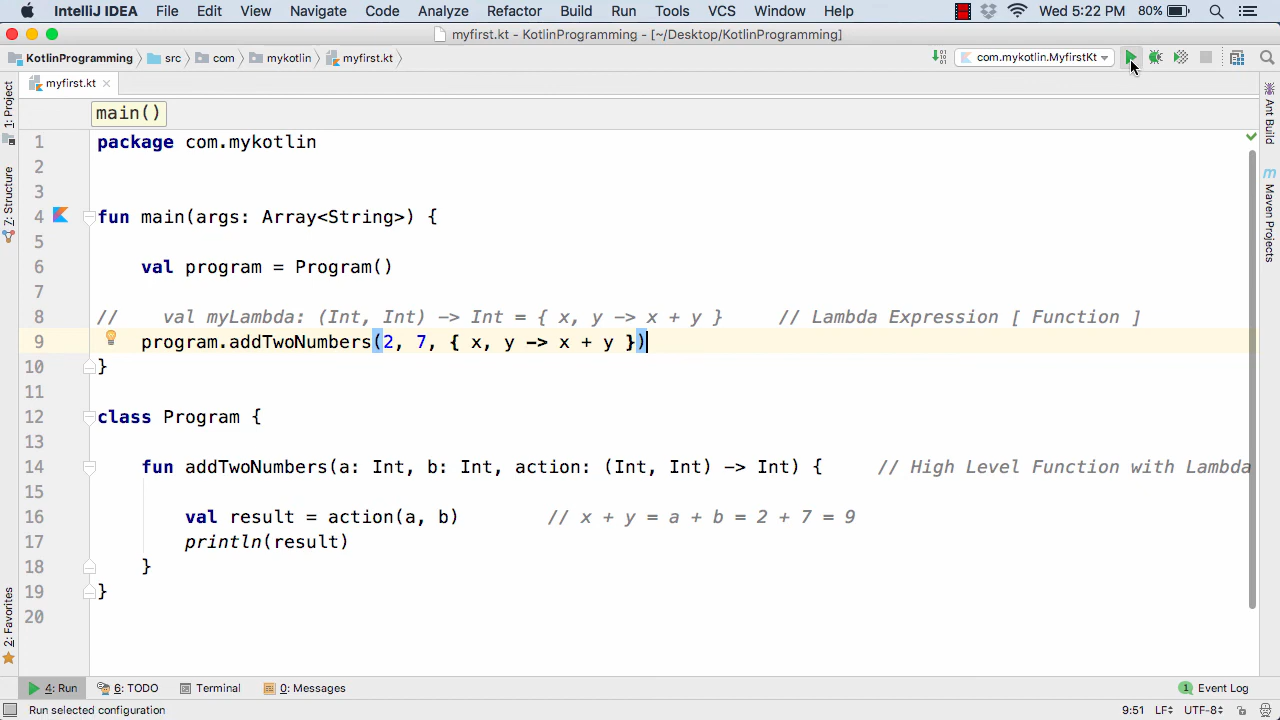 IntelliJ IDEA File Edit View Navigate Code Analyze Refactor Build Run Tools VCS Window Help Wed 5:22 PM 80%
myfirst.kt - KotlinProgramming - [~/Desktop/KotlinProgramming]
KotlinProgramming src com mykotlin myfirst.kt com.mykotlin.MyfirstKt
myfirst.kt
main()
1 package com.mykotlin
2
3
4 fun main(args: Array<String>) {
5
6 val program = Program()
7
8 // val myLambda: (Int, Int) -> Int = { x, y -> x + y } // Lambda Expression [ Function ]
9 program.addTwoNumbers(2, 7, { x, y -> x + y })
10 }
11
12 class Program {
13
14 fun addTwoNumbers(a: Int, b: Int, action: (Int, Int) -> Int) { // High Level Function with Lambda
15
16 val result = action(a, b) // x + y = a + b = 2 + 7 = 9
17 println(result)
18 }
19 }
20
1: Project
7: Structure
2: Favorites
Ant Build
Maven Projects
4: Run 6: TODO Terminal 0: Messages 1 Event Log
Run selected configuration 9:51 LF÷ UTF-8÷